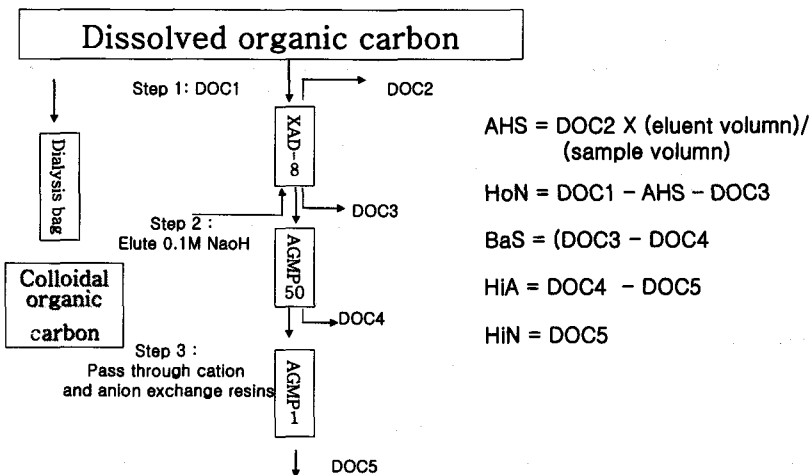 Dissolved organic carbon
Step 1: DOC1
DOC2
XAD-8
Dialysis bag
Step 2 :
Elute 0.1M NaoH
DOC3
AGMP 50
Colloidal
organic
carbon
DOC4
Step 3 :
Pass through cation
and anion exchange resins
AGMP 1
DOC5
AHS = DOC2 X (eluent volumn)/
(sample volumn)
HoN = DOC1 - AHS - DOC3
BaS = (DOC3 - DOC4
HiA = DOC4 - DOC5
HiN = DOC5